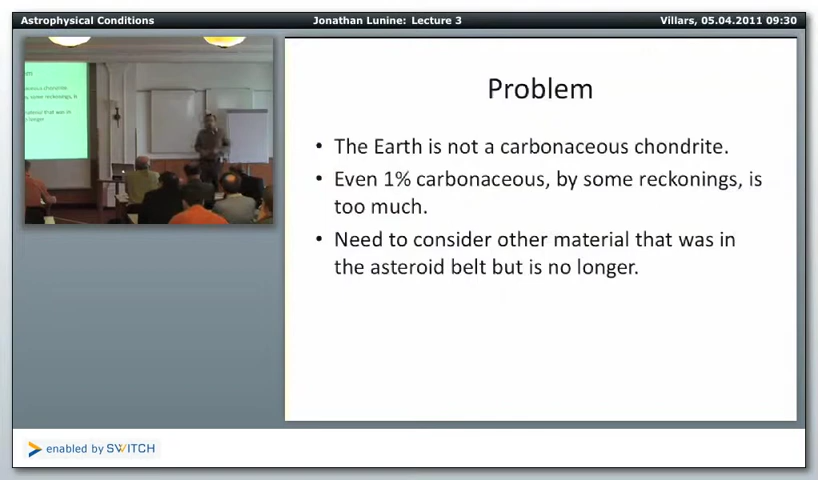 Astrophysical Conditions
Jonathan Lunine: Lecture 3
Villars, 05.04.2011 09:30
Problem
• The Earth is not a carbonaceous chondrite.
• Even 1% carbonaceous, by some reckonings, is
too much.
• Need to consider other material that was in
the asteroid belt but is no longer.
enabled by SWITCH